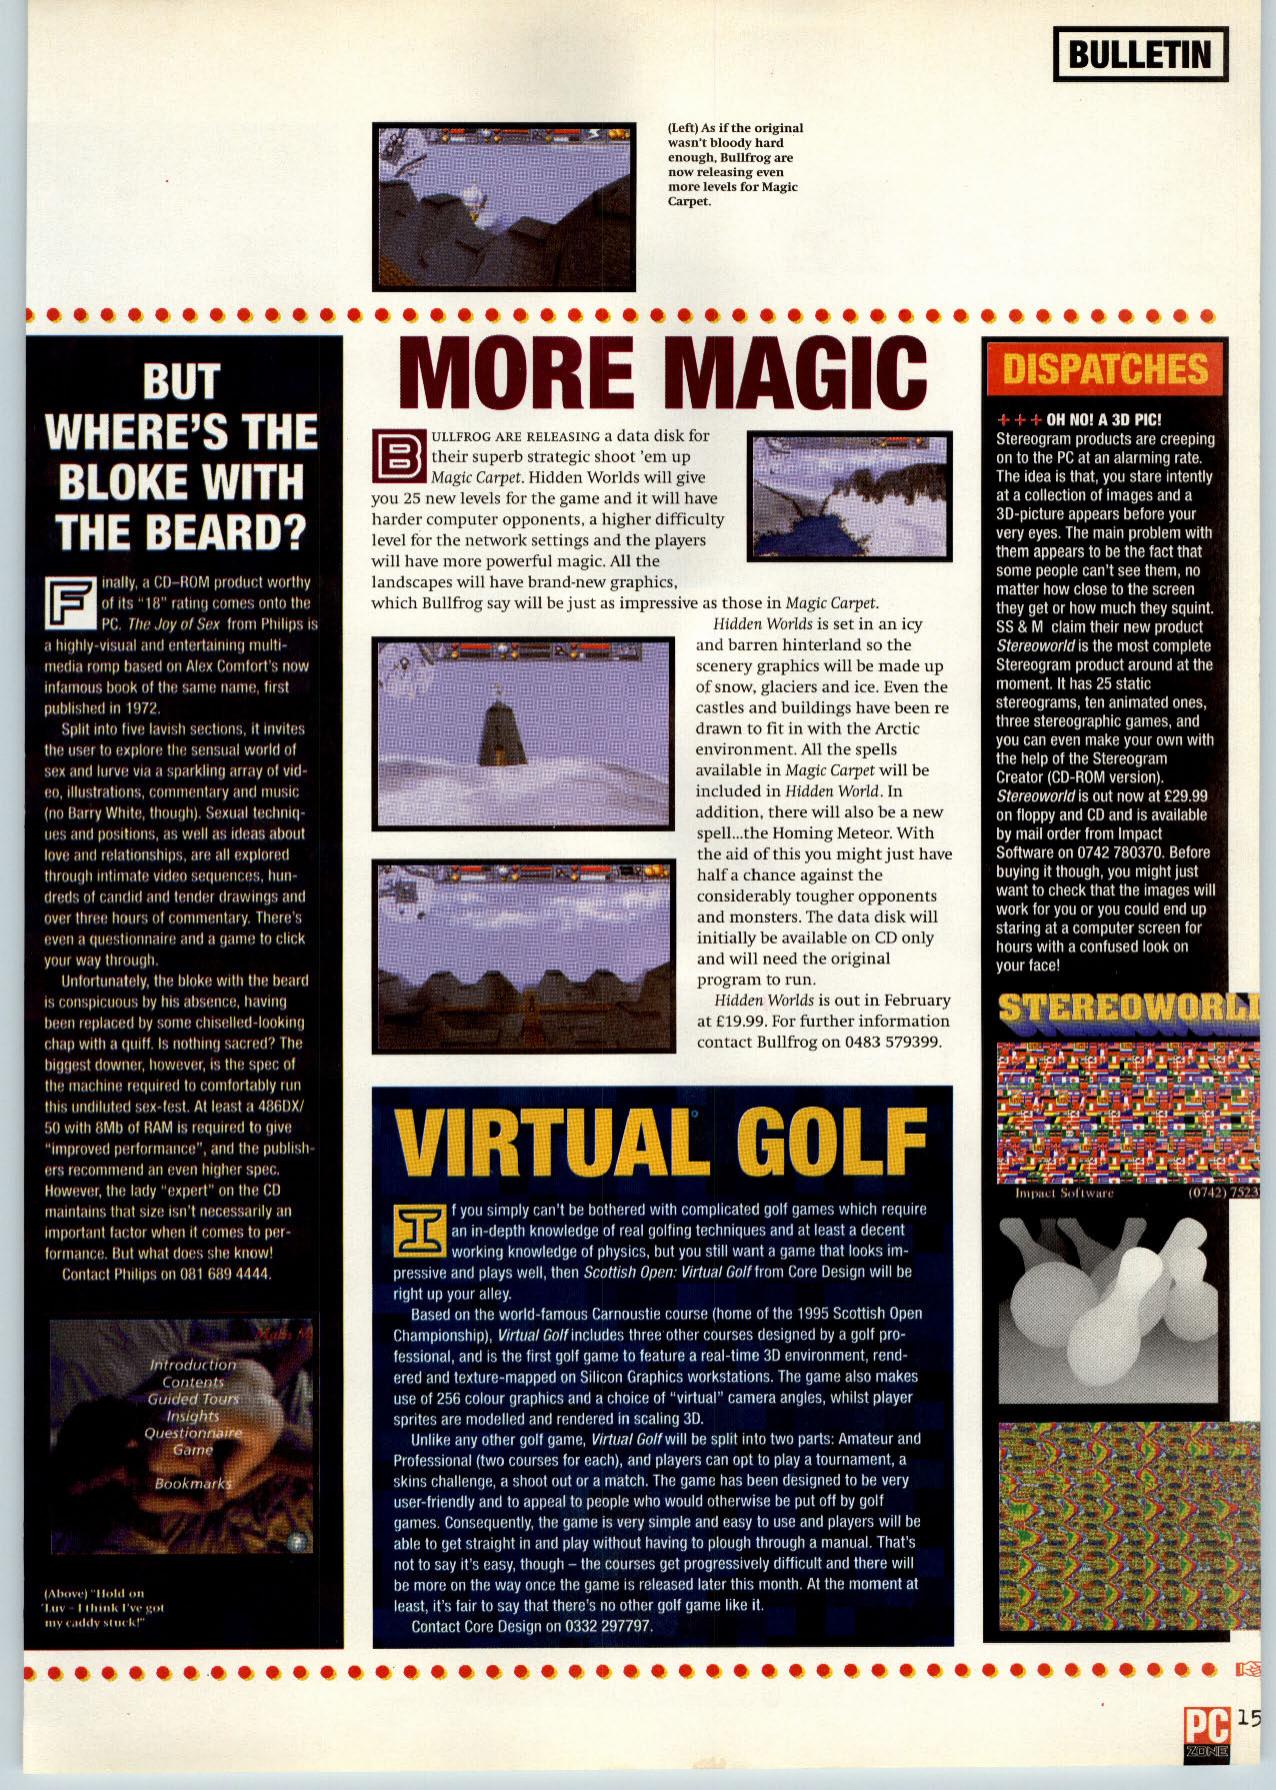 BULLETIN
(Left) As if the original
wasn't bloody hard
enough, Bullfrog are
now releasing even
more levels for Magic
Carpet.
BUT
WHERE'S THE
BLOKE WITH
THE BEARD?
Finally, a CD–ROM product worthy
of its "18" rating comes onto the
PC. The Joy of Sex from Philips is
a highly-visual and entertaining multi-
media romp based on Alex Comfort's now
infamous book of the same name, first
published in 1972.
Split into five lavish sections, it invites
the user to explore the sensual world of
sex and lurve via a sparkling array of vid-
eo, illustrations, commentary and music
(no Barry White, though). Sexual techniq-
ues and positions, as well as ideas about
love and relationships, are all explored
through intimate video sequences, hun-
dreds of candid and tender drawings and
over three hours of commentary. There's
even a questionnaire and a game to click
your way through.
Unfortunately, the bloke with the beard
is conspicuous by his absence, having
been replaced by some chiselled-looking
chap with a quiff. Is nothing sacred? The
biggest downer, however, is the spec of
the machine required to comfortably run
this undiluted sex-fest. At least a 486DX/
50 with 8Mb of RAM is required to give
"improved performance", and the publish-
ers recommend an even higher spec.
However, the lady "expert" on the CD
maintains that size isn't necessarily an
important factor when it comes to per-
formance. But what does she know!
Contact Philips on 081 689 4444.
Introduction
Contents
Guided Tours
Insights
Questionnaire
Game
Bookmarks
(Above) "Hold on
'Luv – I think I've got
my caddy stuck!"
MORE MAGIC
BULLFROG ARE RELEASING a data disk for
their superb strategic shoot 'em up
Magic Carpet. Hidden Worlds will give
you 25 new levels for the game and it will have
harder computer opponents, a higher difficulty
level for the network settings and the players
will have more powerful magic. All the
landscapes will have brand-new graphics,
which Bullfrog say will be just as impressive as those in Magic Carpet.
Hidden Worlds is set in an icy
and barren hinterland so the
scenery graphics will be made up
of snow, glaciers and ice. Even the
castles and buildings have been re
drawn to fit in with the Arctic
environment. All the spells
available in Magic Carpet will be
included in Hidden World. In
addition, there will also be a new
spell...the Homing Meteor. With
the aid of this you might just have
half a chance against the
considerably tougher opponents
and monsters. The data disk will
initially be available on CD only
and will need the original
program to run.
Hidden Worlds is out in February
at £19.99. For further information
contact Bullfrog on 0483 579399.
VIRTUAL GOLF
If you simply can't be bothered with complicated golf games which require
an in-depth knowledge of real golfing techniques and at least a decent
working knowledge of physics, but you still want a game that looks im-
pressive and plays well, then Scottish Open: Virtual Golf from Core Design will be
right up your alley.
Based on the world-famous Carnoustie course (home of the 1995 Scottish Open
Championship), Virtual Golf includes three other courses designed by a golf pro-
fessional, and is the first golf game to feature a real-time 3D environment, rend-
ered and texture-mapped on Silicon Graphics workstations. The game also makes
use of 256 colour graphics and a choice of "virtual" camera angles, whilst player
sprites are modelled and rendered in scaling 3D.
Unlike any other golf game, Virtual Golf will be split into two parts: Amateur and
Professional (two courses for each), and players can opt to play a tournament, a
skins challenge, a shoot out or a match. The game has been designed to be very
user-friendly and to appeal to people who would otherwise be put off by golf
games. Consequently, the game is very simple and easy to use and players will be
able to get straight in and play without having to plough through a manual. That's
not to say it's easy, though – the courses get progressively difficult and there will
be more on the way once the game is released later this month. At the moment at
least, it's fair to say that there's no other golf game like it.
Contact Core Design on 0332 297797.
DISPATCHES
+ + + OH NO! A 3D PIC!
Stereogram products are creeping
on to the PC at an alarming rate.
The idea is that, you stare intently
at a collection of images and a
3D-picture appears before your
very eyes. The main problem with
them appears to be the fact that
some people can't see them, no
matter how close to the screen
they get or how much they squint.
SS & M claim their new product
Stereoworld is the most complete
Stereogram product around at the
moment. It has 25 static
stereograms, ten animated ones,
three stereographic games, and
you can even make your own with
the help of the Stereogram
Creator (CD-ROM version).
Stereoworld is out now at £29.99
on floppy and CD and is available
by mail order from Impact
Software on 0742 780370. Before
buying it though, you might just
want to check that the images will
work for you or you could end up
staring at a computer screen for
hours with a confused look on
your face!
STEREOWORL
Impact Software (0742) 7523
PC
ZONE
15